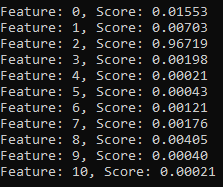 Feature: 0, Score: 0.01553
Feature: 1, Score: 0.00703
Feature: 2, Score: 0.96719
Feature: 3, Score: 0.00198
Feature: 4, Score: 0.00021
Feature: 5, Score: 0.00043
Feature: 6, Score: 0.00121
Feature: 7, Score: 0.00176
Feature: 8, Score: 0.00405
Feature: 9, Score: 0.00040
Feature: 10, Score: 0.00021